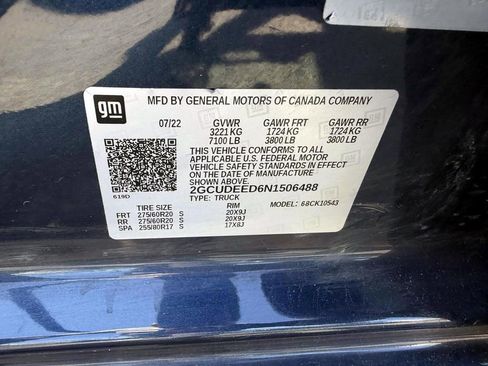 gm
MFD BY GENERAL MOTORS OF CANADA COMPANY
07/22 GVWR GAWR FRT GAWR RR
3221 KG 1724 KG 1724 KG
7100 LB 3800 LB 3800 LB
THIS VEHICLE CONFORMS TO ALL
APPLICABLE U.S. FEDERAL MOTOR
VEHICLE SAFETY STANDARDS IN EFFECT
ON THE DATE OF MANUFACTURE SHOWN ABOVE.
2GCUDEED6N1506488
619D TYPE: TRUCK MODEL: 68CK10543
TIRE SIZE RIM
FRT 275/60R20 S 20X9J
RR 275/60R20 S 20X9J
SPA 255/80R17 S 17X8J